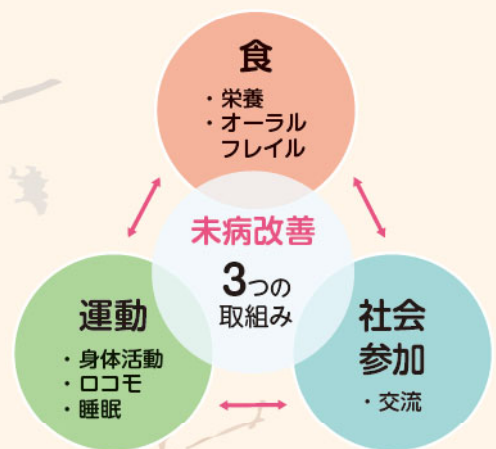 食
・栄養
・オーラル
フレイル
未病改善
3つの
取組み
運動
・身体活動
・ロコモ
・睡眠
社会
参加
・交流